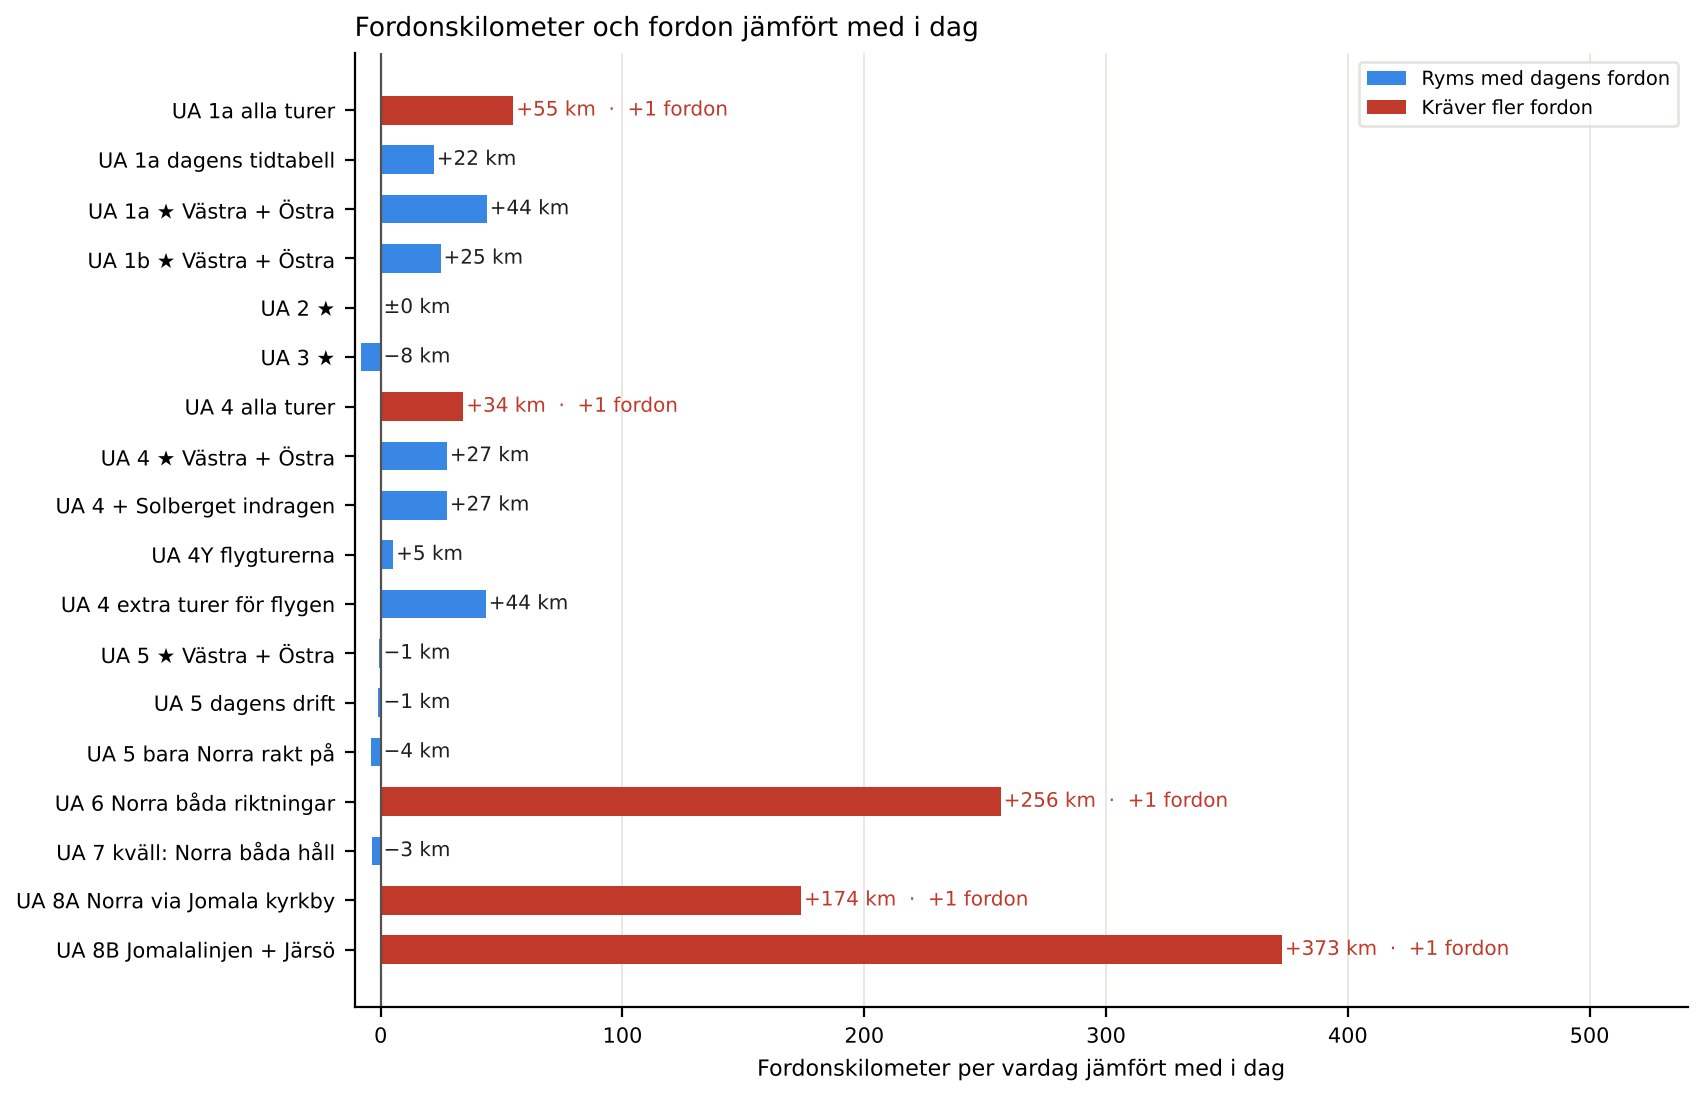 Fordonskilometer och fordon jämfört med i dag
Ryms med dagens fordon
Kräver fler fordon
UA 1a alla turer +55 km · +1 fordon
UA 1a dagens tidtabell +22 km
UA 1a ★ Västra + Östra +44 km
UA 1b ★ Västra + Östra +25 km
UA 2 ★ ±0 km
UA 3 ★ −8 km
UA 4 alla turer +34 km · +1 fordon
UA 4 ★ Västra + Östra +27 km
UA 4 + Solberget indragen +27 km
UA 4Y flygturerna +5 km
UA 4 extra turer för flygen +44 km
UA 5 ★ Västra + Östra −1 km
UA 5 dagens drift −1 km
UA 5 bara Norra rakt på −4 km
UA 6 Norra båda riktningar +256 km · +1 fordon
UA 7 kväll: Norra båda håll −3 km
UA 8A Norra via Jomala kyrkby +174 km · +1 fordon
UA 8B Jomalalinjen + Järsö +373 km · +1 fordon
0 100 200 300 400 500
Fordonskilometer per vardag jämfört med i dag